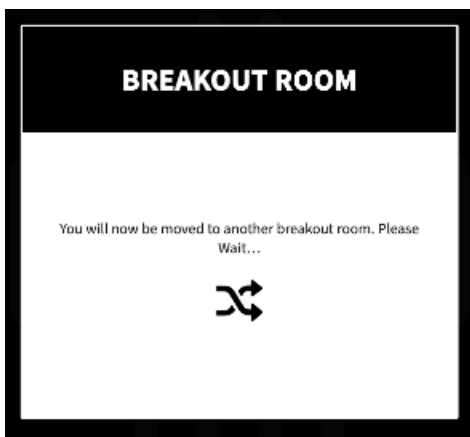 BREAKOUT ROOM
You will now be moved to another breakout room. Please
Wait...